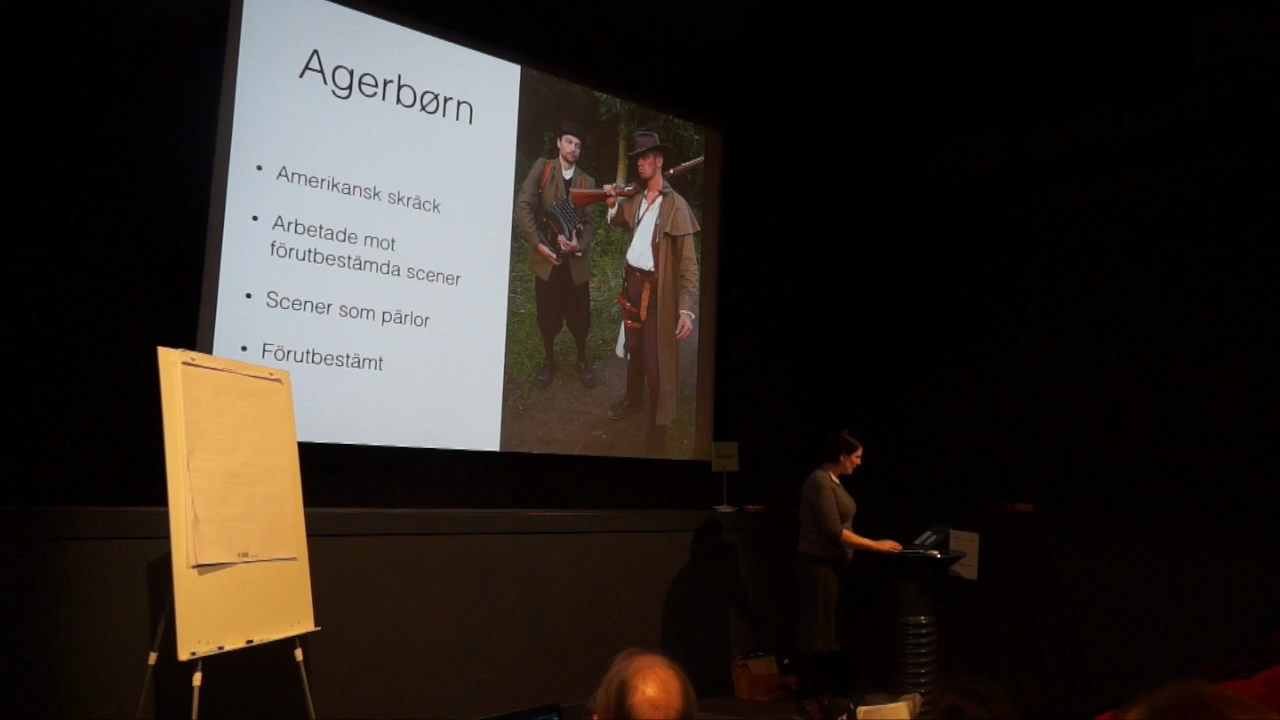 Agerbørn
• Amerikansk skräck
• Arbetade mot
förutbestämda scener
• Scener som pärlor
• Förutbestämt